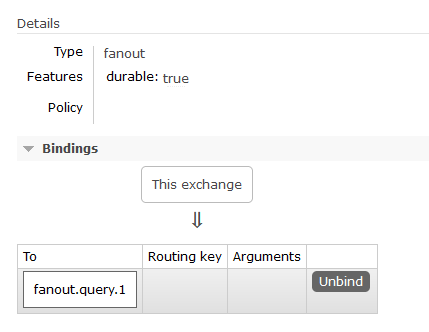 Details
Type fanout
Features durable: true
Policy
Bindings
This exchange
To Routing key Arguments
fanout.query.1 Unbind